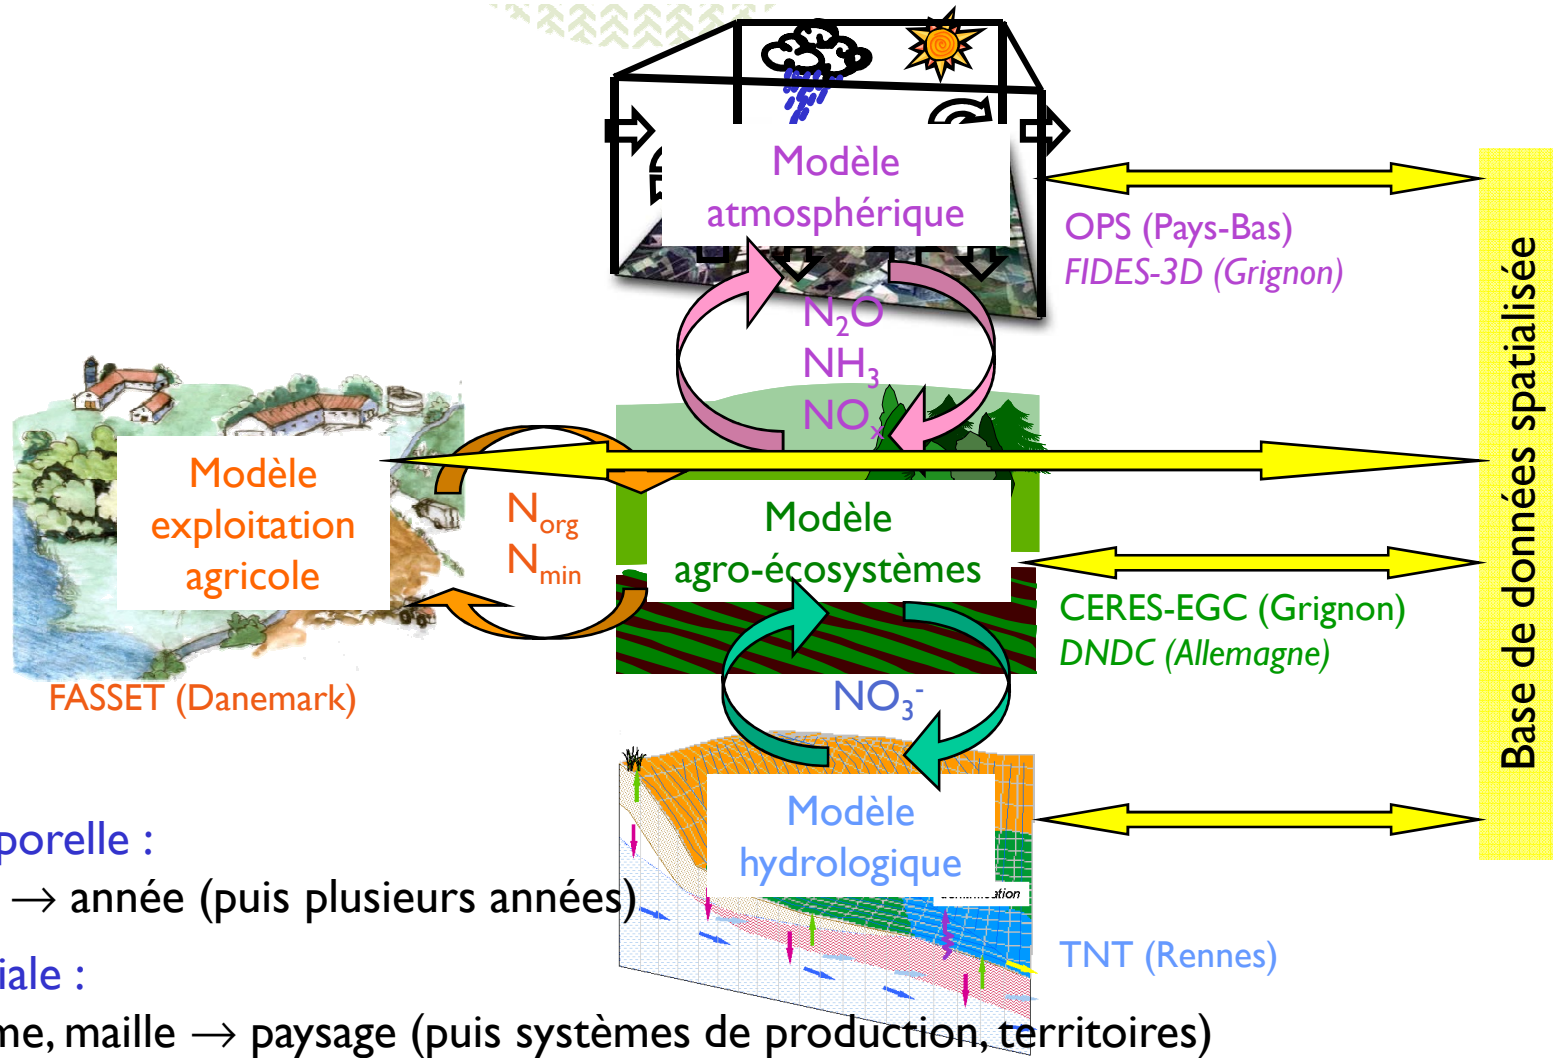 Modèle
atmosphérique
OPS (Pays-Bas)
FIDES-3D (Grignon)
N₂O
NH₃
NOₓ
Modèle
exploitation
agricole
N_org
N_min
Modèle
agro-écosystèmes
CERES-EGC (Grignon)
DNDC (Allemagne)
FASSET (Danemark)
NO₃⁻
Modèle
hydrologique
TNT (Rennes)
Base de données spatialisée
porelle :
→ année (puis plusieurs années)
iale :
me, maille → paysage (puis systèmes de production, territoires)